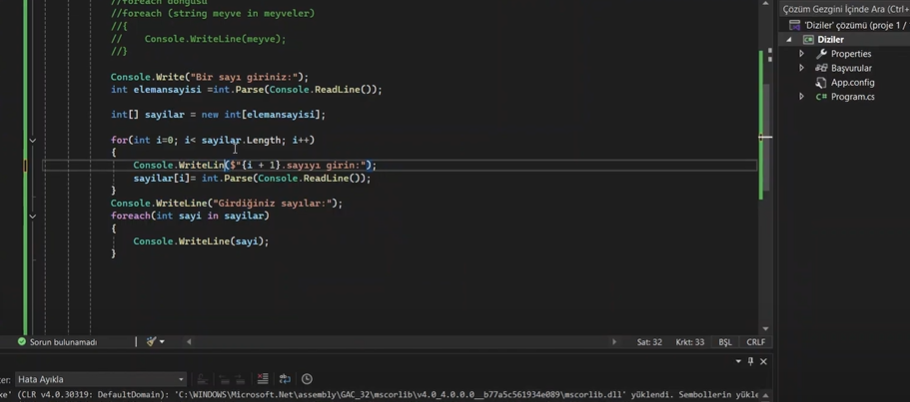 //foreach döngüsü
//foreach (string meyve in meyveler)
//{
//    Console.WriteLine(meyve);
//}
Console.Write("Bir sayı giriniz:");
int elemansayisi =int.Parse(Console.ReadLine());
int[] sayilar = new int[elemansayisi];
for(int i=0; i< sayilar.Length; i++)
{
Console.WriteLin($"{i + 1}.sayıyı girin:");
sayilar[i]= int.Parse(Console.ReadLine());
}
Console.WriteLine("Girdiğiniz sayılar:");
foreach(int sayi in sayilar)
{
Console.WriteLine(sayi);
}
Sorun bulunamadı
Sat: 32 Krkt: 33 BŞL CRLF
Hata Ayıkla
(CLR v4.0.30319: DefaultDomain): 'C:\WINDOWS\Microsoft.Net\assembly\GAC_32\mscorlib\v4.0_4.0.0.0__b77a5c561934e089\mscorlib.dll' yüklendi. Sembollerin
Çözüm Gezgini İçinde Ara (Ctrl+
'Diziler' çözümü (proje 1 /
Diziler
Properties
Başvurular
App.config
C# Program.cs